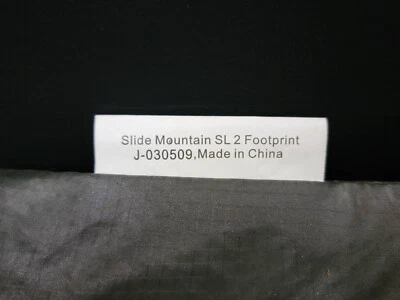 Slide Mountain SL 2 Footprint
J-030509,Made in China